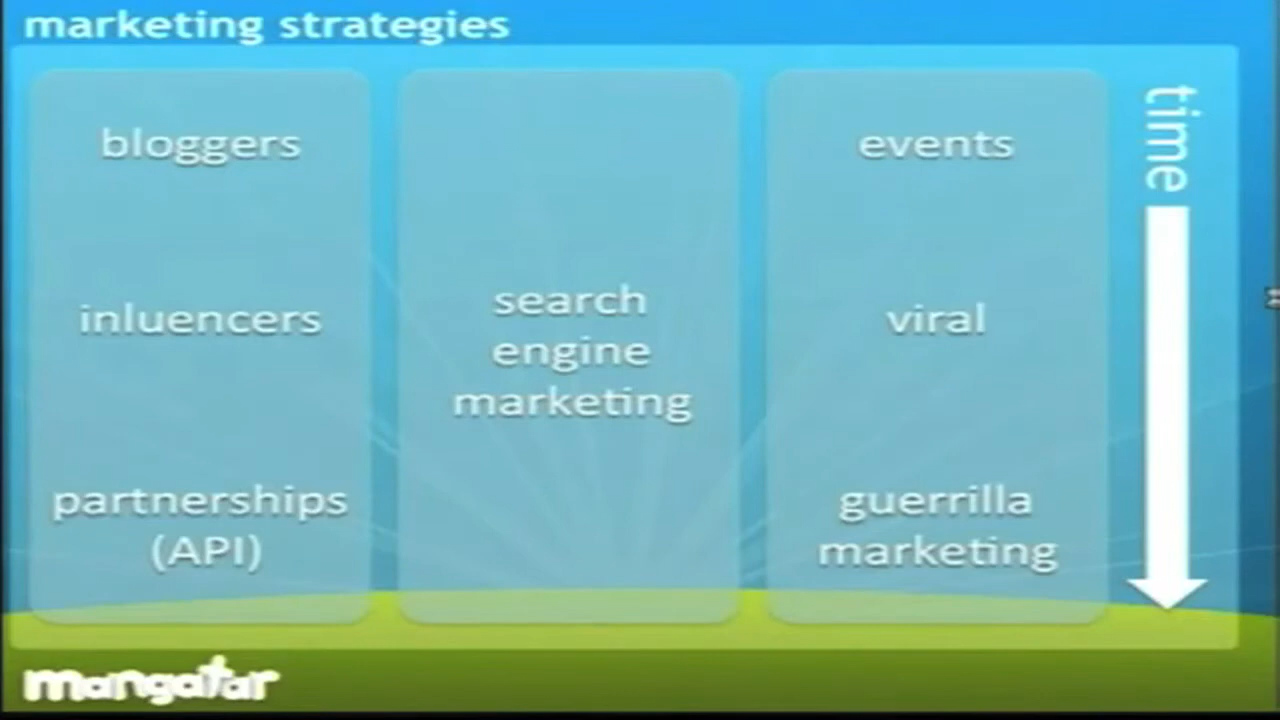 marketing strategies
bloggers
inluencers
partnerships
(API)
search
engine
marketing
events
viral
guerrilla
marketing
time
mangatar